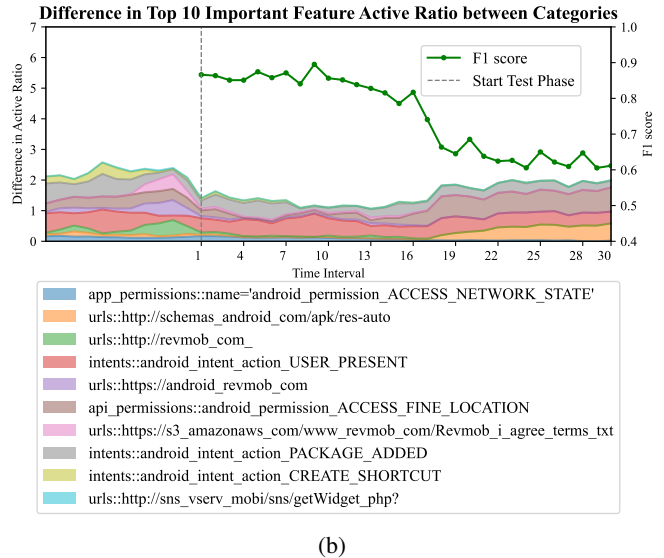 Difference in Top 10 Important Feature Active Ratio between Categories
7
6
5
4
3
2
1
0
Difference in Active Ratio
1.0
0.9
0.8
0.7
0.6
0.5
0.4
F1 score
F1 score
Start Test Phase
1 4 7 10 13 16 19 22 25 28 30
Time Interval
app_permissions::name='android_permission_ACCESS_NETWORK_STATE'
urls::http://schemas_android_com/apk/res-auto
urls::http://revmob_com_
intents::android_intent_action_USER_PRESENT
urls::https://android_revmob_com
api_permissions::android_permission_ACCESS_FINE_LOCATION
urls::https://s3_amazonaws_com/www_revmob_com/Revmob_i_agree_terms_txt
intents::android_intent_action_PACKAGE_ADDED
intents::android_intent_action_CREATE_SHORTCUT
urls::http://sns_vserv_mobi/sns/getWidget_php?
(b)